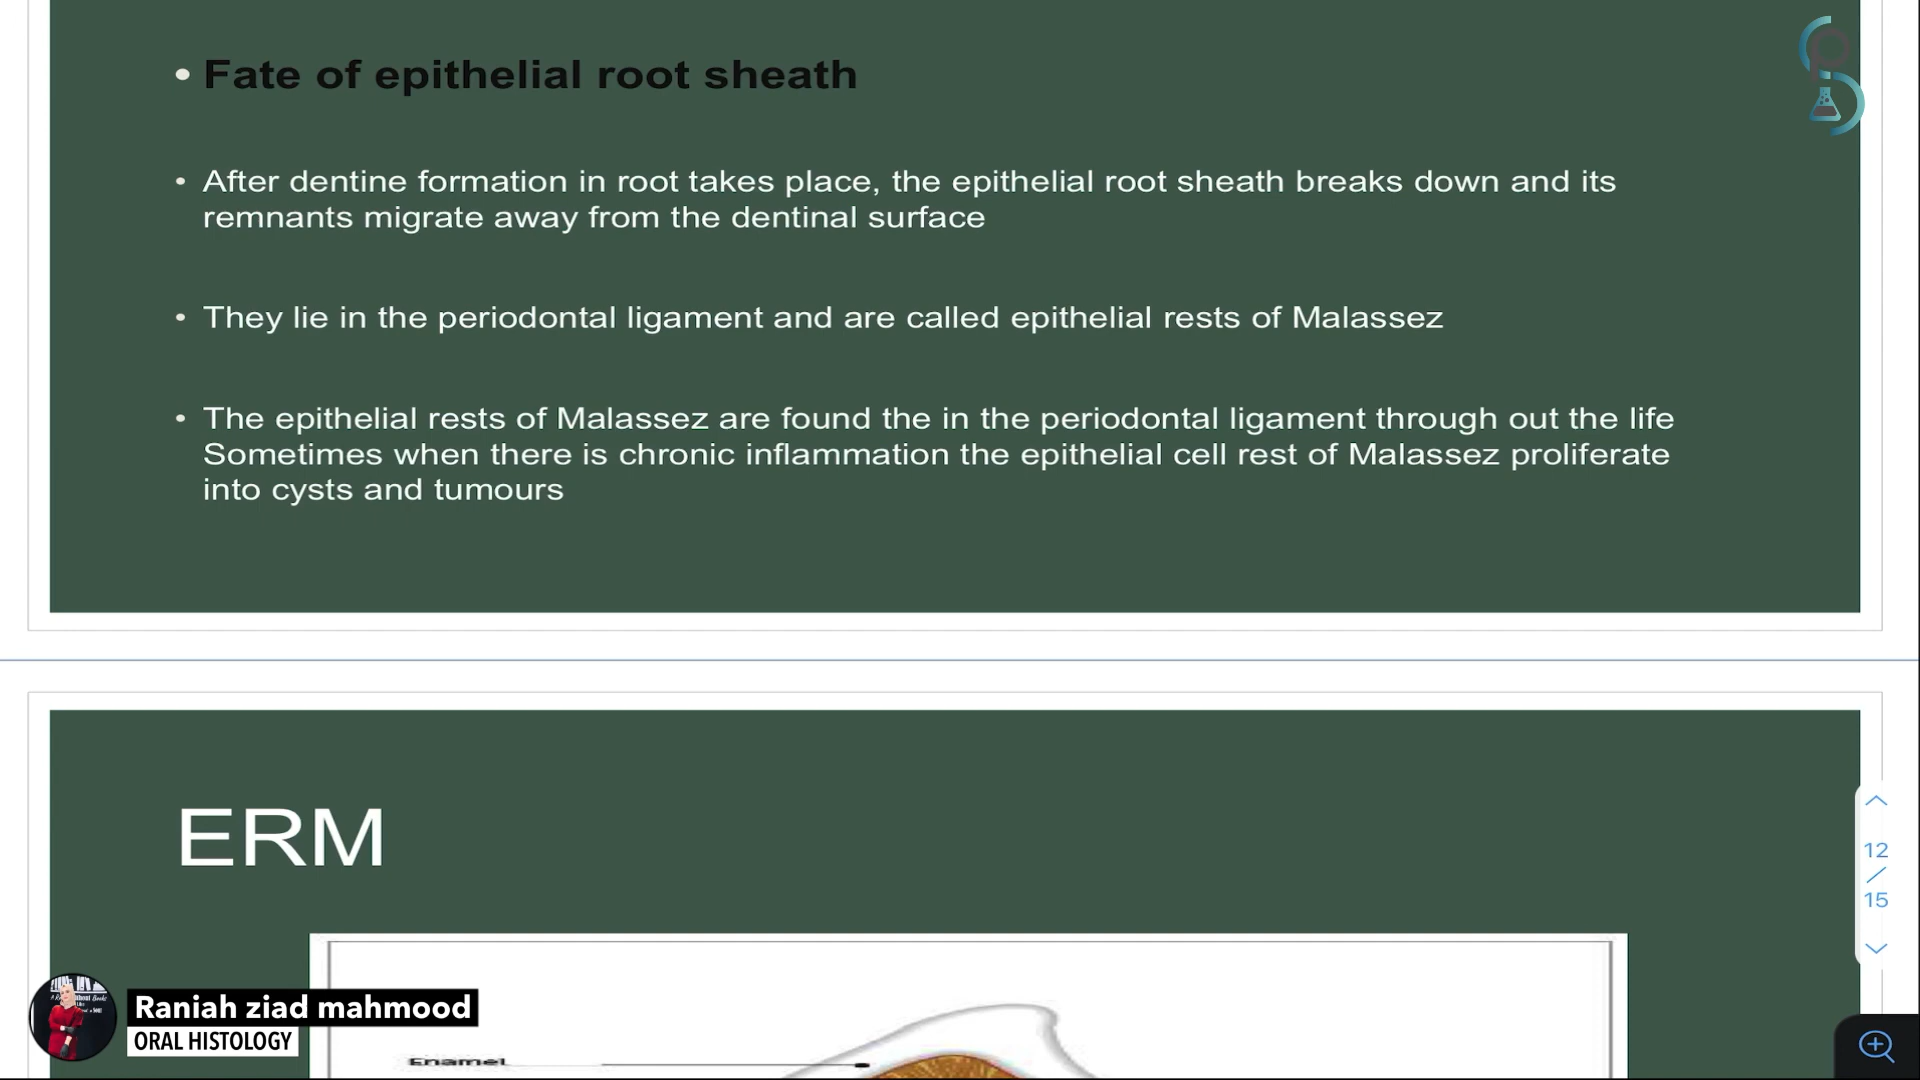 • Fate of epithelial root sheath
• After dentine formation in root takes place, the epithelial root sheath breaks down and its
remnants migrate away from the dentinal surface
• They lie in the periodontal ligament and are called epithelial rests of Malassez
• The epithelial rests of Malassez are found the in the periodontal ligament through out the life
Sometimes when there is chronic inflammation the epithelial cell rest of Malassez proliferate
into cysts and tumours
ERM
12
/
15
Raniah ziad mahmood
ORAL HISTOLOGY
Enamel